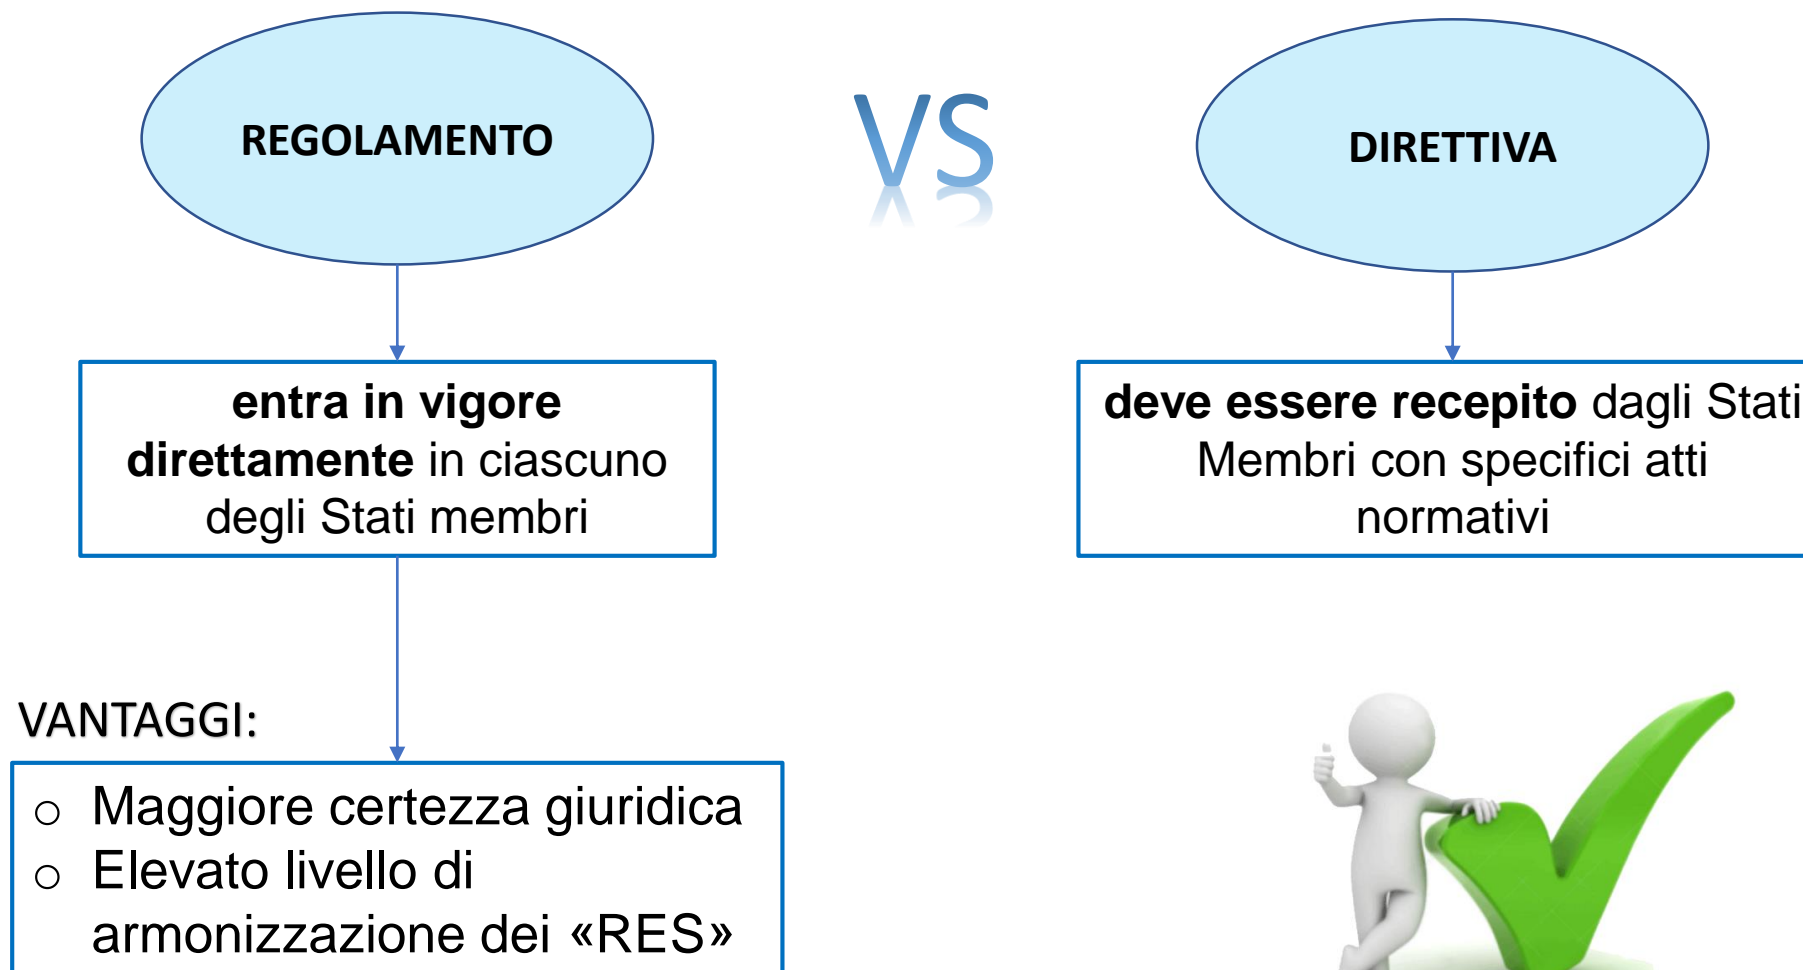 REGOLAMENTO
VS
DIRETTIVA
entra in vigore
direttamente in ciascuno
degli Stati membri
deve essere recepito dagli Stati
Membri con specifici atti
normativi
VANTAGGI:
o Maggiore certezza giuridica
o Elevato livello di
armonizzazione dei «RES»